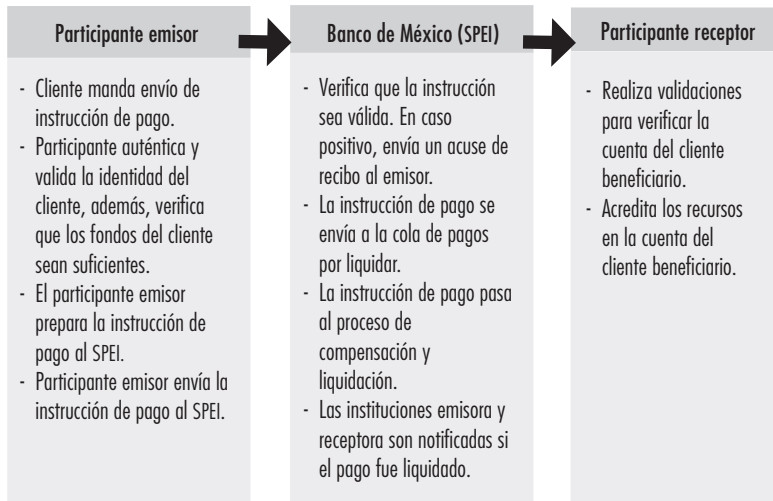 Participante emisor
- Cliente manda envío de
instrucción de pago.
- Participante auténtica y
valida la identidad del
cliente, además, verifica
que los fondos del cliente
sean suficientes.
- El participante emisor
prepara la instrucción de
pago al SPEI.
- Participante emisor envía la
instrucción de pago al SPEI.
Banco de México (SPEI)
- Verifica que la instrucción
sea válida. En caso
positivo, envía un acuse de
recibo al emisor.
- La instrucción de pago se
envía a la cola de pagos
por liquidar.
- La instrucción de pago pasa
al proceso de
compensación y
liquidación.
- Las instituciones emisora y
receptora son notificadas si
el pago fue liquidado.
Participante receptor
- Realiza validaciones
para verificar la
cuenta del cliente
beneficiario.
- Acredita los recursos
en la cuenta del
cliente beneficiario.